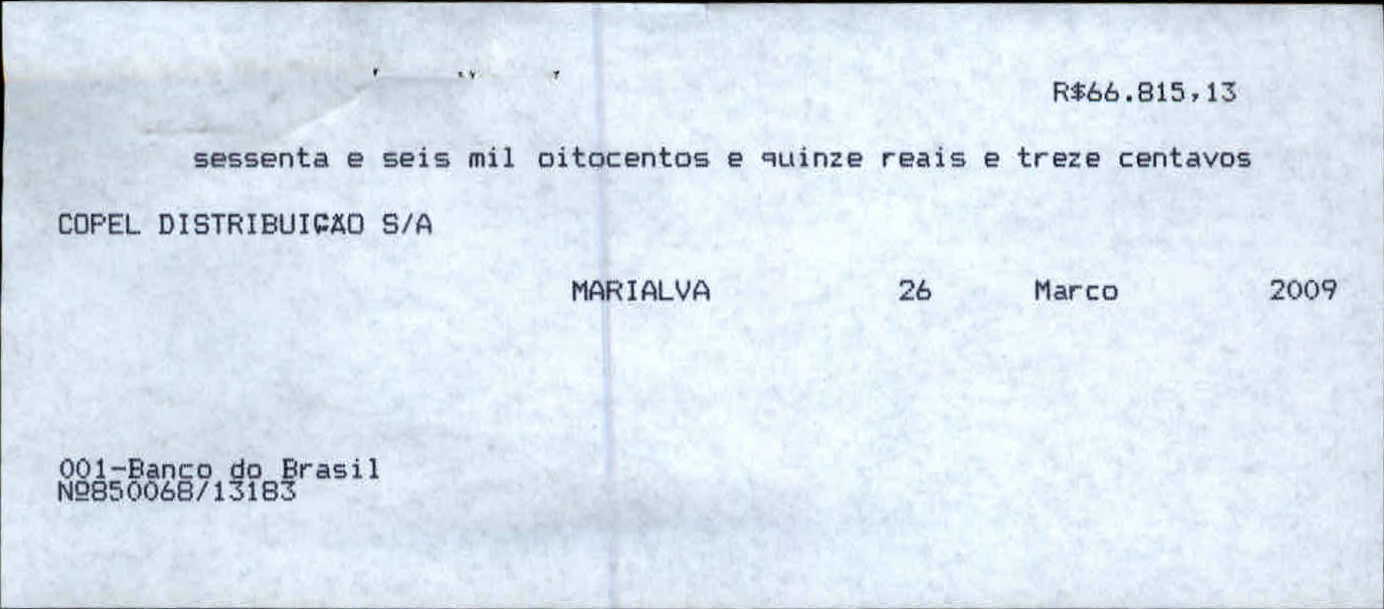 R$66.815,13
sessenta e seis mil oitocentos e quinze reais e treze centavos
COPEL DISTRIBUIÇÃO S/A
MARIALVA 26 Marco 2009
001-Banco do Brasil
Nº850068/13183